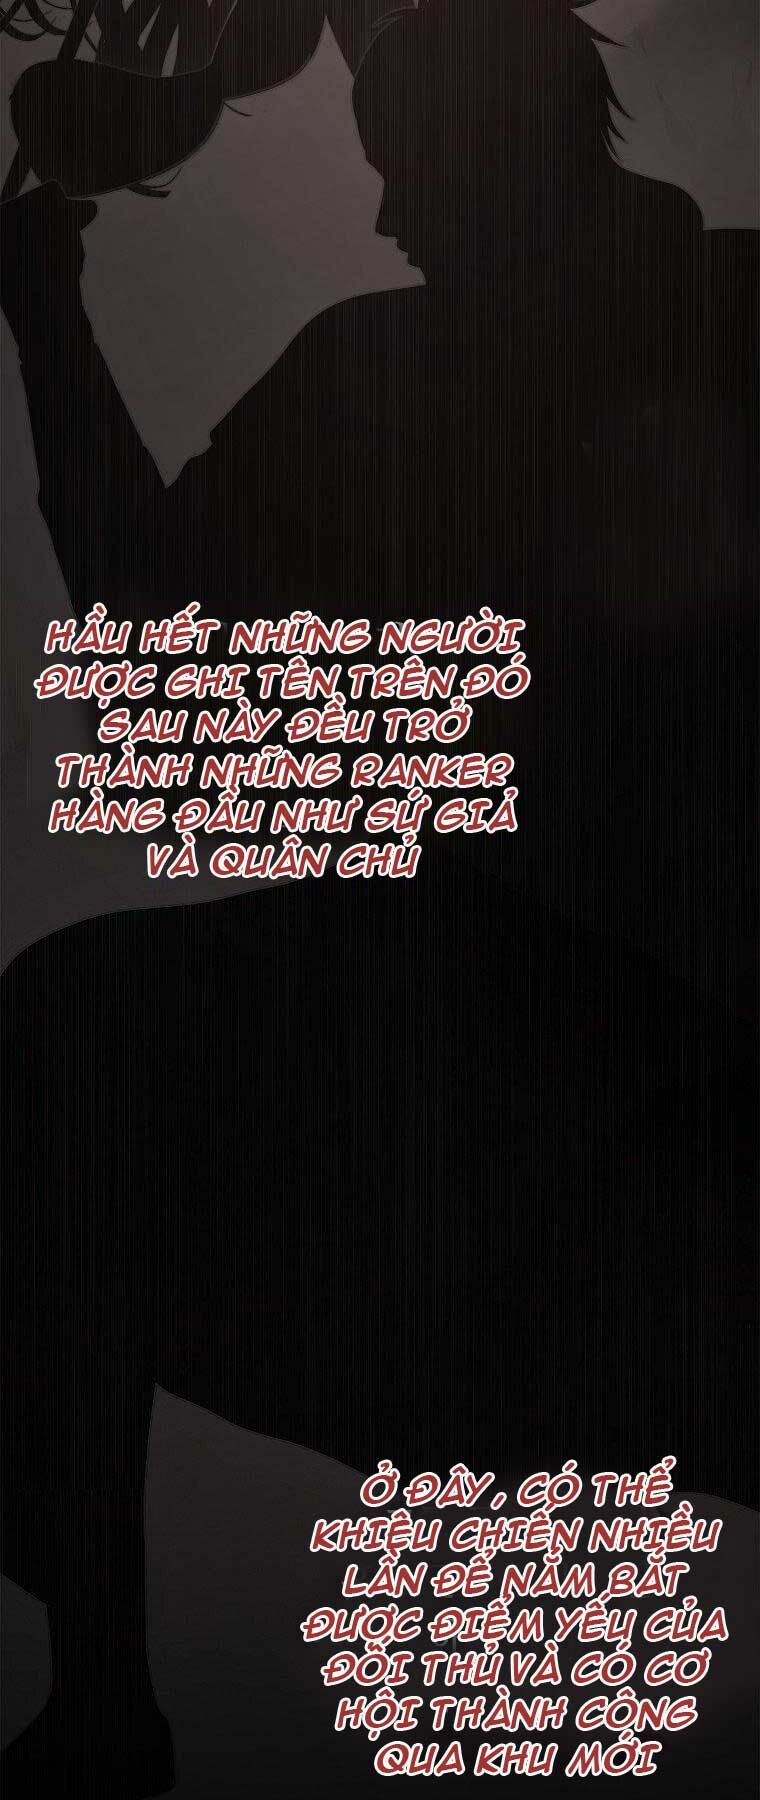 HẦU HẾT NHỮNG NGƯỜI
ĐƯỢC GHI TÊN TRÊN ĐÓ
SAU NÀY ĐỀU TRỞ
THÀNH NHỮNG RANKER
HÀNG ĐẦU NHƯ SỨ GIẢ
VÀ QUÂN CHỦ
Ở ĐÂY, CÓ THỂ
KHIÊU CHIẾN NHIỀU
LẦN ĐỂ NẮM BẮT
ĐƯỢC ĐIỂM YẾU CỦA
ĐỐI THỦ VÀ CÓ CƠ
HỘI THÀNH CÔNG
QUA KHU MỚI